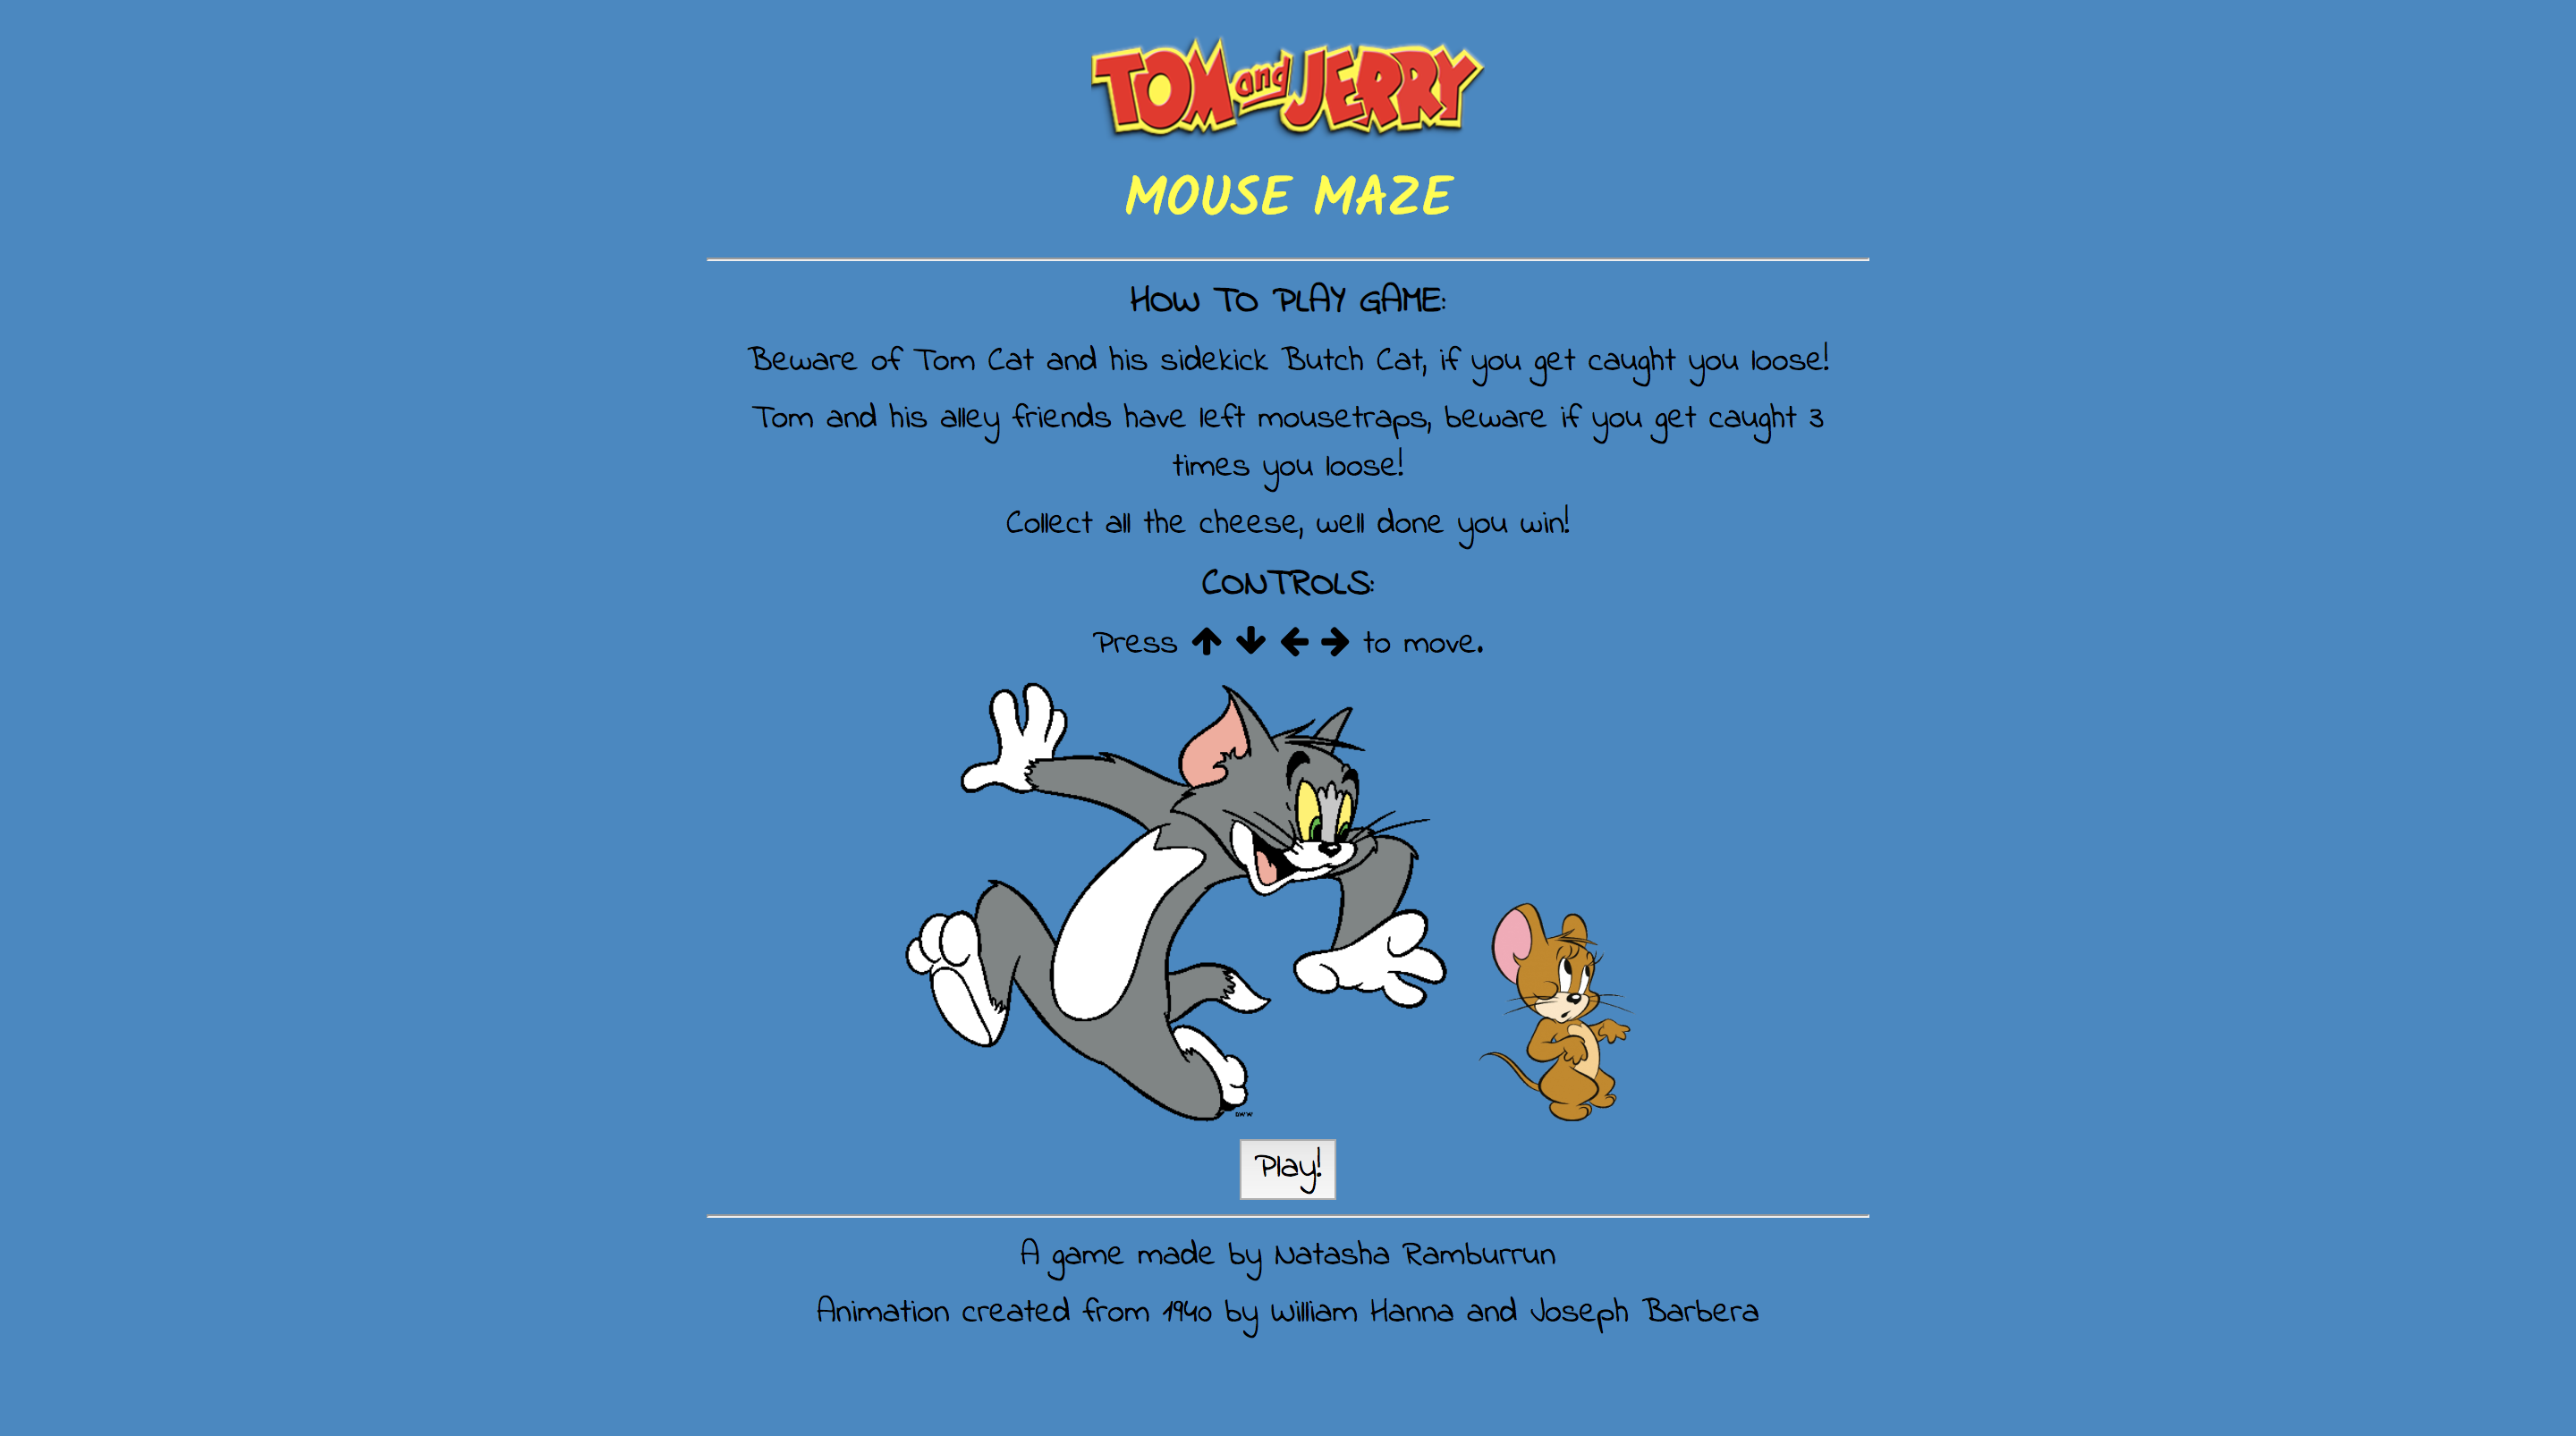 TOM and JERRY
MOUSE MAZE
HOW TO PLAY GAME:
Beware of Tom Cat and his sidekick Butch Cat, if you get caught you loose!
Tom and his alley friends have left mousetraps, beware if you get caught 3
times you loose!
Collect all the cheese, well done you win!
CONTROLS:
Press ↑ ↓ ← → to move.
Play!
A game made by Natasha Ramburrun
Animation created from 1940 by William Hanna and Joseph Barbera